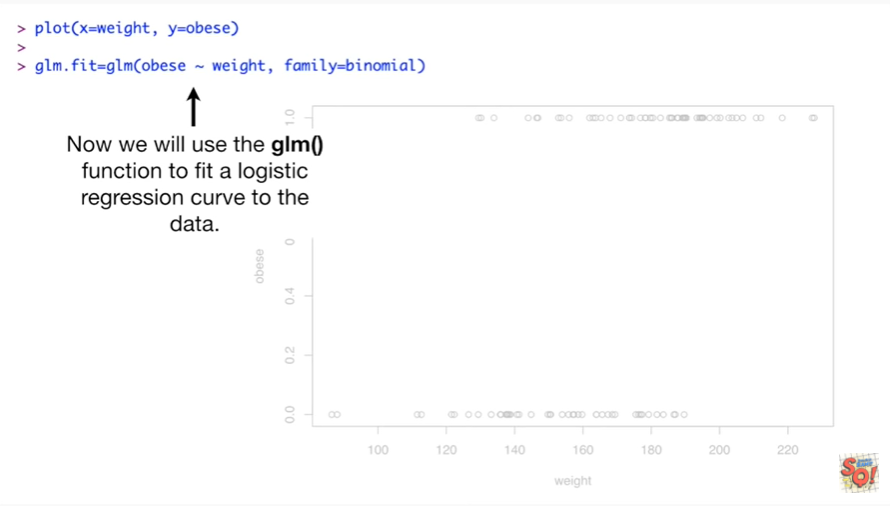 > plot(x=weight, y=obese)
>
> glm.fit=glm(obese ~ weight, family=binomial)
Now we will use the glm()
function to fit a logistic
regression curve to the
data.
1.0
0
0.4
0.2
0.0
obese
100 120 140 160 180 200 220
weight
SQ!